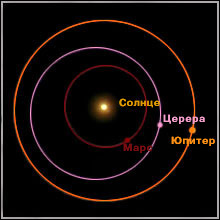 Солнце
Церера
Юпитер
Марс